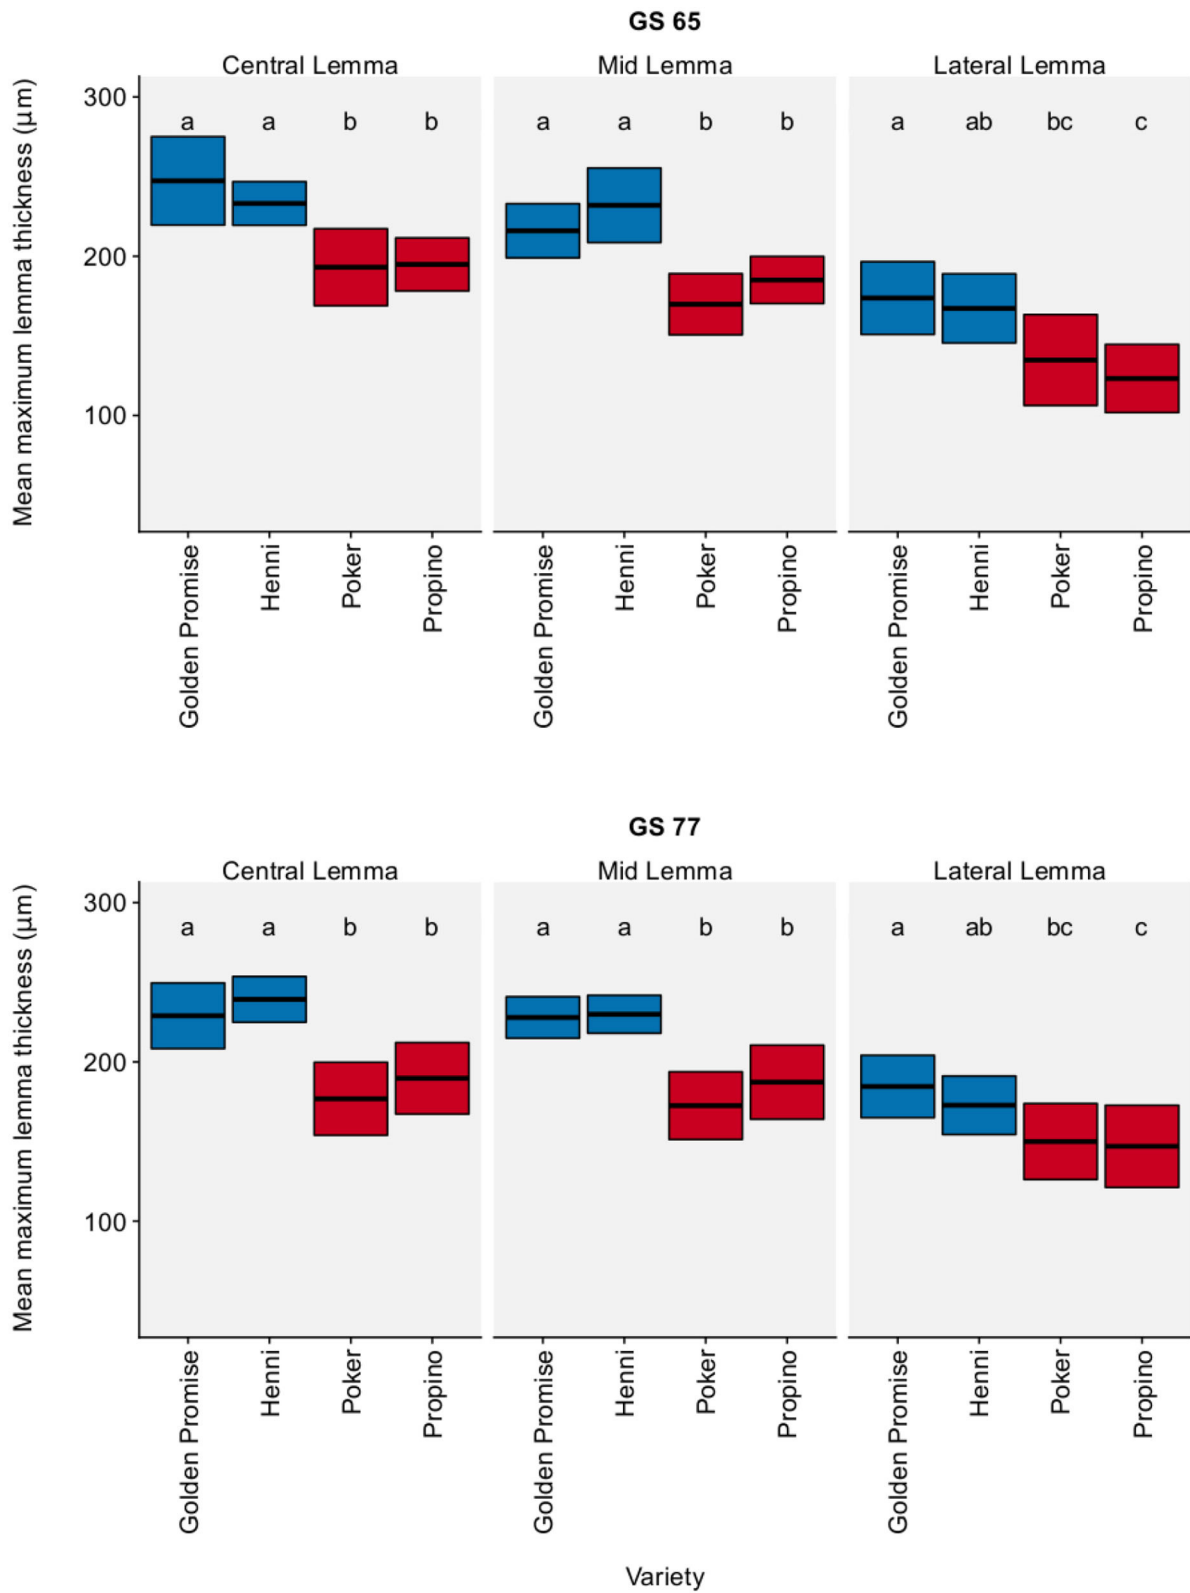 GS 65
Central Lemma Mid Lemma Lateral Lemma
Mean maximum lemma thickness (µm)
300
200
100
a a b b a a b b a ab bc c
Golden Promise Henni Poker Propino Golden Promise Henni Poker Propino Golden Promise Henni Poker Propino
GS 77
Central Lemma Mid Lemma Lateral Lemma
Mean maximum lemma thickness (µm)
300
200
100
a a b b a a b b a ab bc c
Golden Promise Henni Poker Propino Golden Promise Henni Poker Propino Golden Promise Henni Poker Propino
Variety